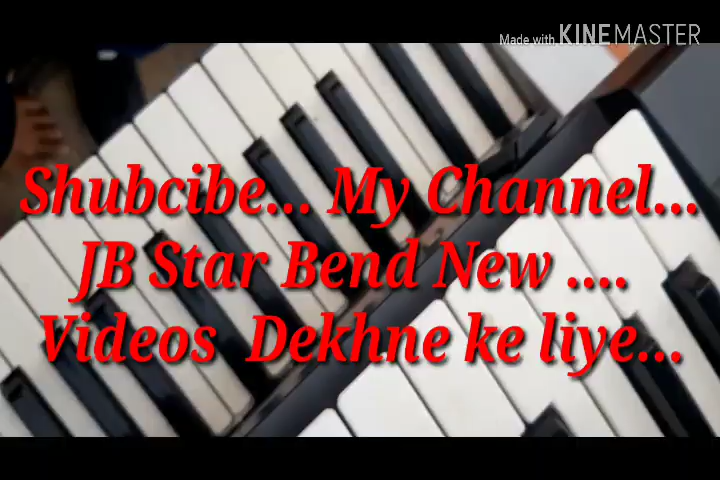 Made with KINEMASTER
Shubcibe... My Channel...
JB Star Bend New ....
Videos Dekhne ke liye...